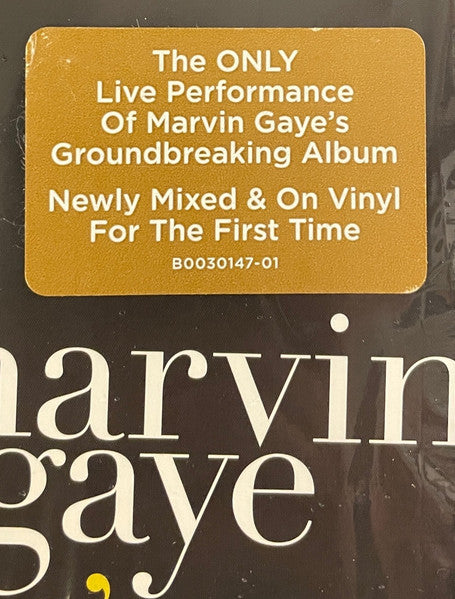 The ONLY
Live Performance
Of Marvin Gaye's
Groundbreaking Album
Newly Mixed & On Vinyl
For The First Time
B0030147-01
marvin
gaye